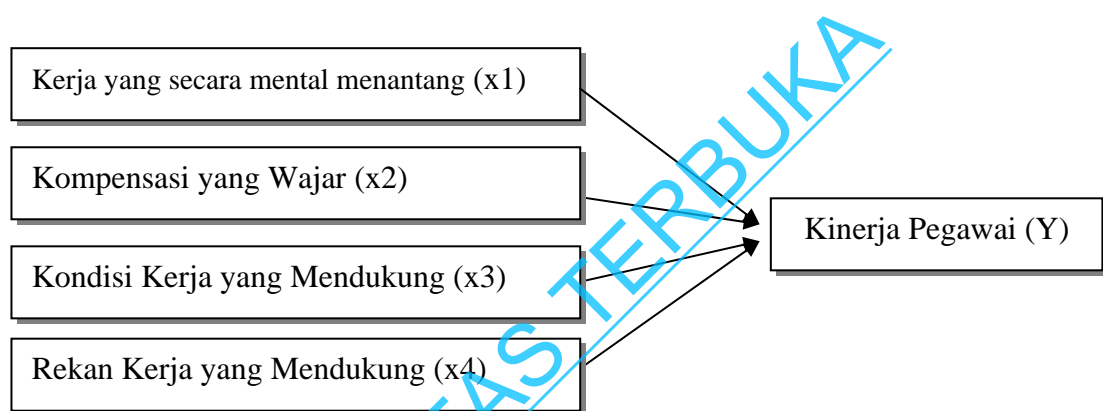 Kerja yang secara mental menantang (x1)
Kompensasi yang Wajar (x2)
Kondisi Kerja yang Mendukung (x3)
Rekan Kerja yang Mendukung (x4)
Kinerja Pegawai (Y)
TAS TERBUKA